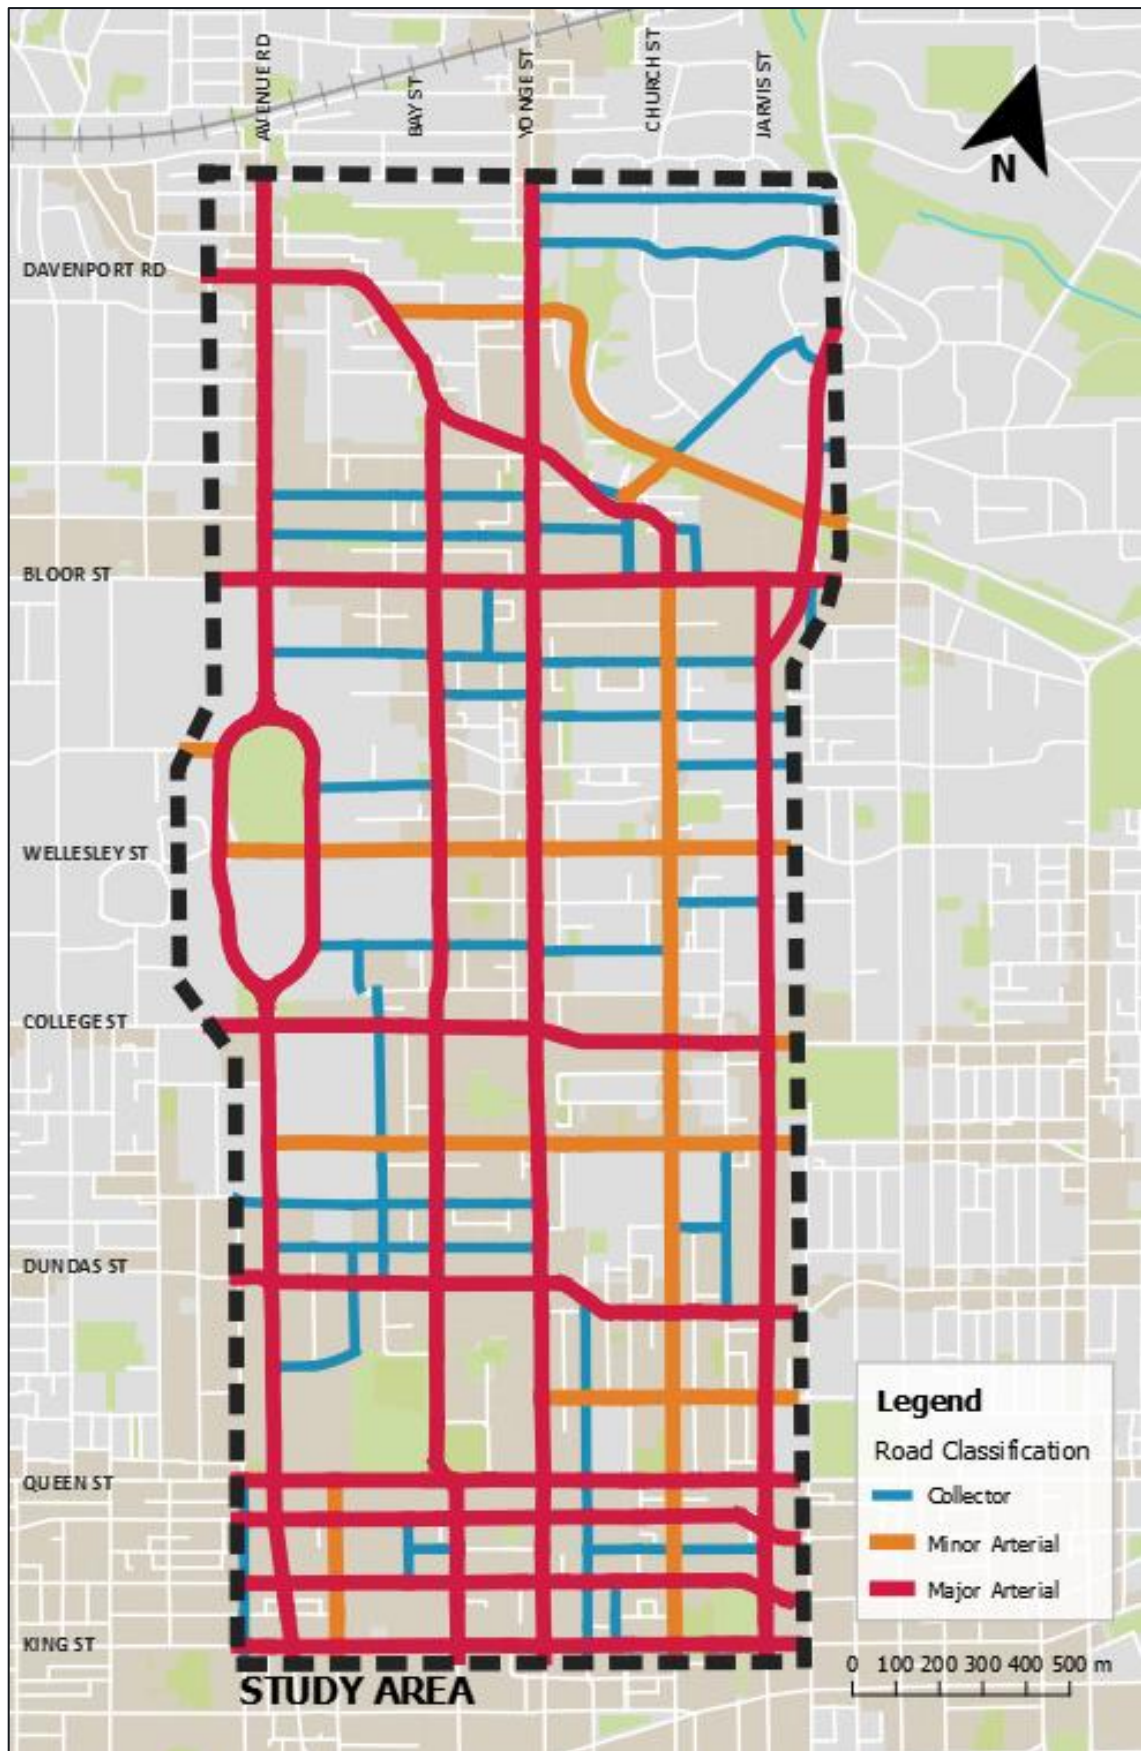 AVENUE RD
BAY ST
YONGE ST
CHURCH ST
JARVIS ST
N
DAVENPORT RD
BLOOR ST
WELLESLEY ST
COLLEGE ST
DUNDAS ST
QUEEN ST
KING ST
STUDY AREA
Legend
Road Classification
Collector
Minor Arterial
Major Arterial
0 100 200 300 400 500 m